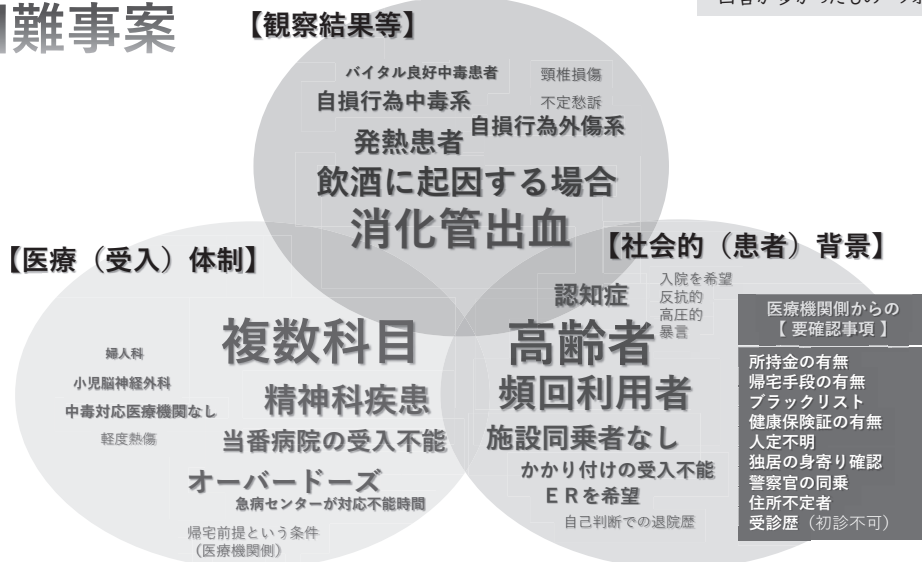 難事案
【観察結果等】
バイタル良好中毒患者
頸椎損傷
自損行為中毒系
不定愁訴
自損行為外傷系
発熱患者
飲酒に起因する場合
消化管出血
【医療（受入）体制】
複数科目
婦人科
小児脳神経外科
精神科疾患
中毒対応医療機関なし
軽度熱傷
当番病院の受入不能
オーバードーズ
急病センターが対応不能時間
帰宅前提という条件
（医療機関側）
【社会的（患者）背景】
認知症
入院を希望
反抗的
高圧的
暴言
高齢者
頻回利用者
施設同乗者なし
かかり付けの受入不能
ＥＲを希望
自己判断での退院歴
医療機関側からの
【 要確認事項 】
所持金の有無
帰宅手段の有無
ブラックリスト
健康保険証の有無
人定不明
独居の身寄り確認
警察官の同乗
住所不定者
受診歴（初診不可）